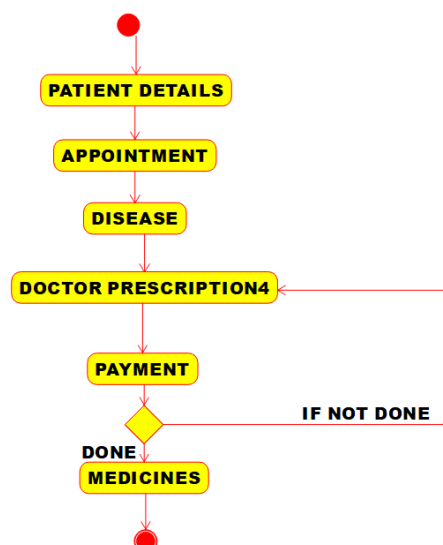 PATIENT DETAILS
APPOINTMENT
DISEASE
DOCTOR PRESCRIPTION4
PAYMENT
IF NOT DONE
DONE
MEDICINES